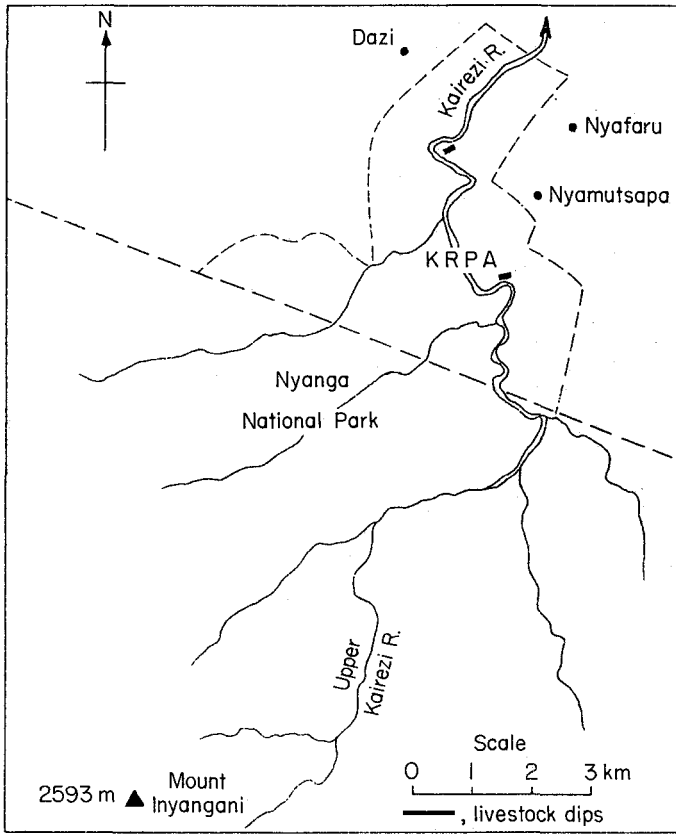 N
Dazi
Kairezi R.
Nyafaru
Nyamutsapa
KRPA
Nyanga
National Park
Upper
Kairezi R.
Scale
0 1 2 3 km
2593 m
Mount
Inyangani
, livestock dips